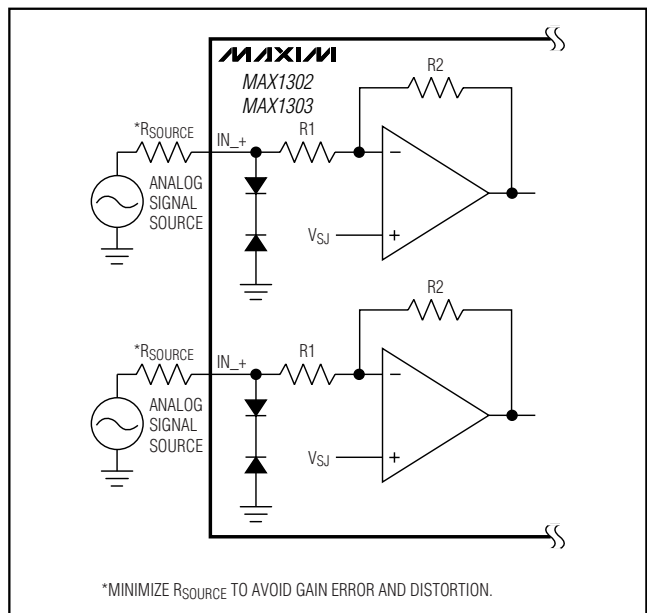 MAXIM
MAX1302
MAX1303
R2
*RSOURCE
IN_+
R1
−
ANALOG
SIGNAL
SOURCE
VSJ
+
R2
*RSOURCE
IN_+
R1
−
ANALOG
SIGNAL
SOURCE
VSJ
+
*MINIMIZE RSOURCE TO AVOID GAIN ERROR AND DISTORTION.